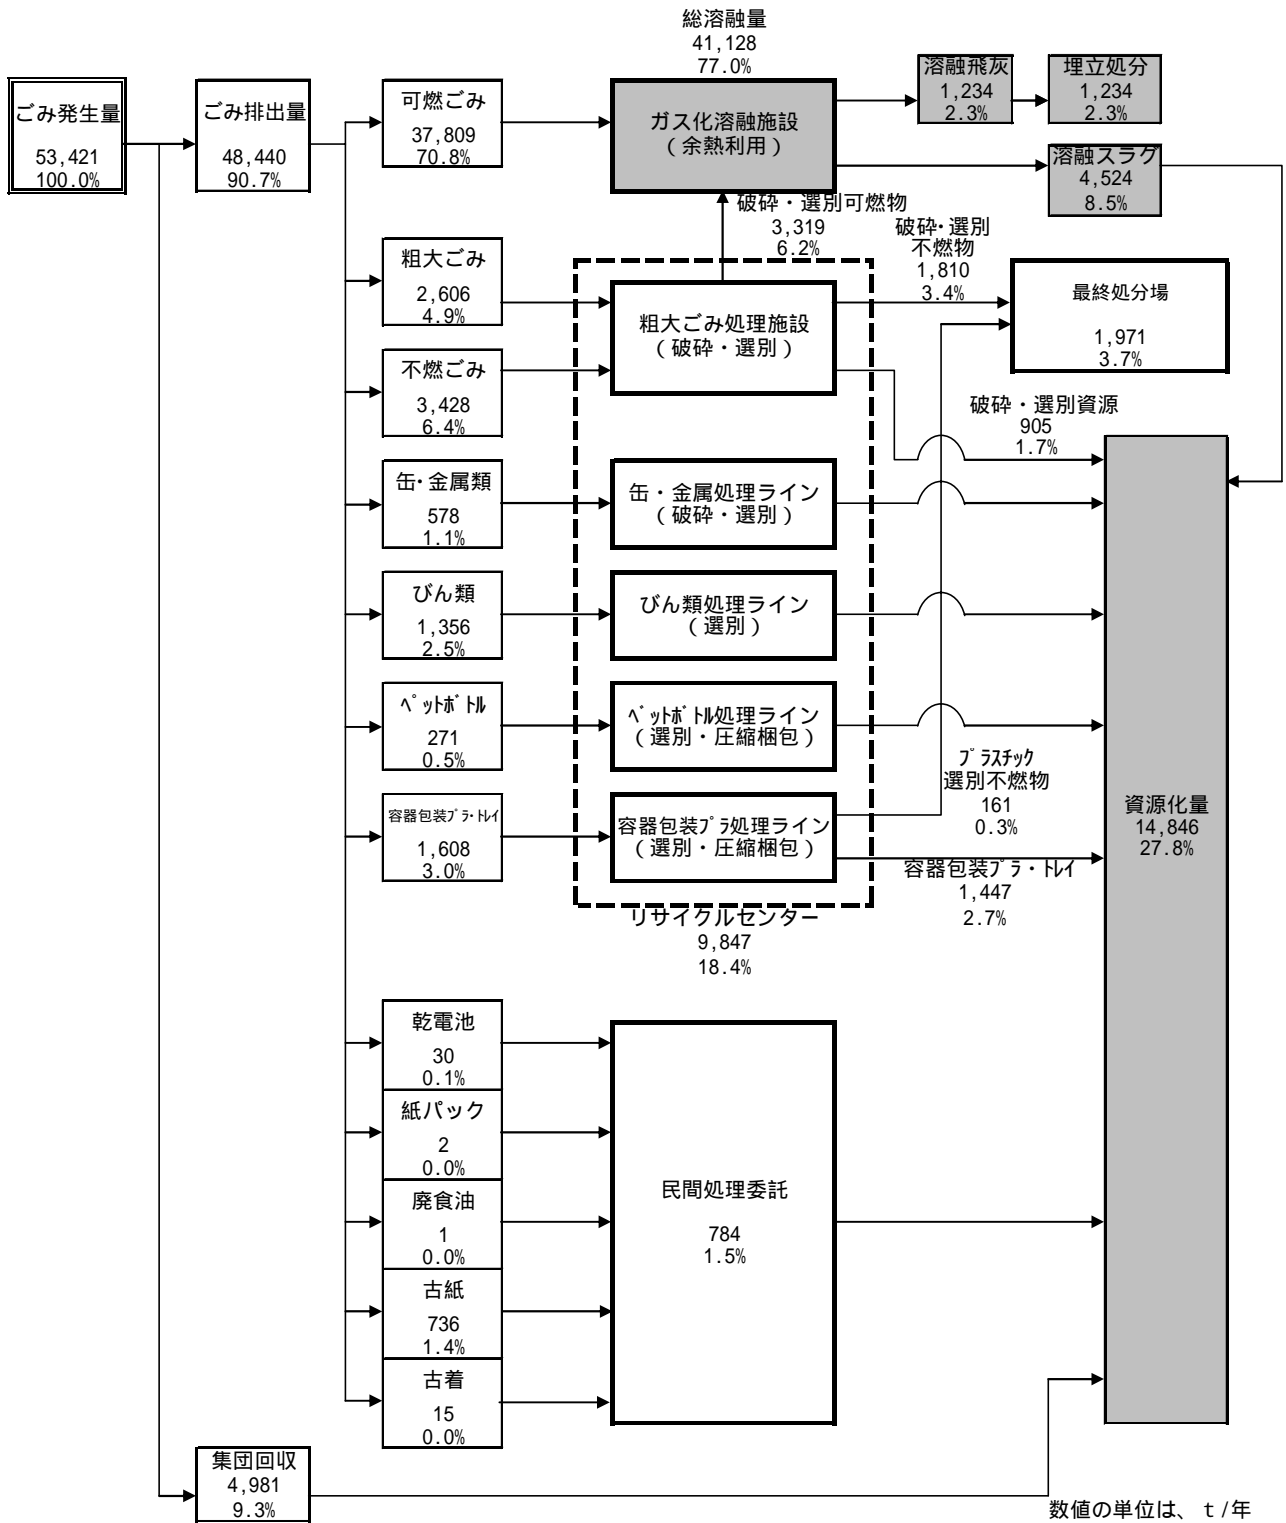 総溶融量
41,128
77.0%
ごみ発生量
53,421
100.0%
ごみ排出量
48,440
90.7%
可燃ごみ
37,809
70.8%
ガス化溶融施設
(余熱利用)
溶融飛灰
1,234
2.3%
埋立処分
1,234
2.3%
溶融スラグ
4,524
8.5%
破砕・選別可燃物
3,319
6.2%
破砕・選別
不燃物
1,810
3.4%
粗大ごみ
2,606
4.9%
粗大ごみ処理施設
(破砕・選別)
最終処分場
1,971
3.7%
不燃ごみ
3,428
6.4%
破砕・選別資源
905
1.7%
缶・金属類
578
1.1%
缶・金属処理ライン
(破砕・選別)
びん類
1,356
2.5%
びん類処理ライン
(選別)
ﾍﾟｯﾄﾎﾞﾄﾙ
271
0.5%
ﾍﾟｯﾄﾎﾞﾄﾙ処理ライン
(選別・圧縮梱包)
ﾌﾟﾗｽﾁｯｸ
選別不燃物
161
0.3%
容器包装ﾌﾟﾗ・ﾄﾚｲ
1,608
3.0%
容器包装ﾌﾟﾗ処理ライン
(選別・圧縮梱包)
容器包装ﾌﾟﾗ・ﾄﾚｲ
1,447
2.7%
資源化量
14,846
27.8%
リサイクルセンター
9,847
18.4%
乾電池
30
0.1%
紙パック
2
0.0%
廃食油
1
0.0%
古紙
736
1.4%
古着
15
0.0%
民間処理委託
784
1.5%
集団回収
4,981
9.3%
数値の単位は、ｔ/年